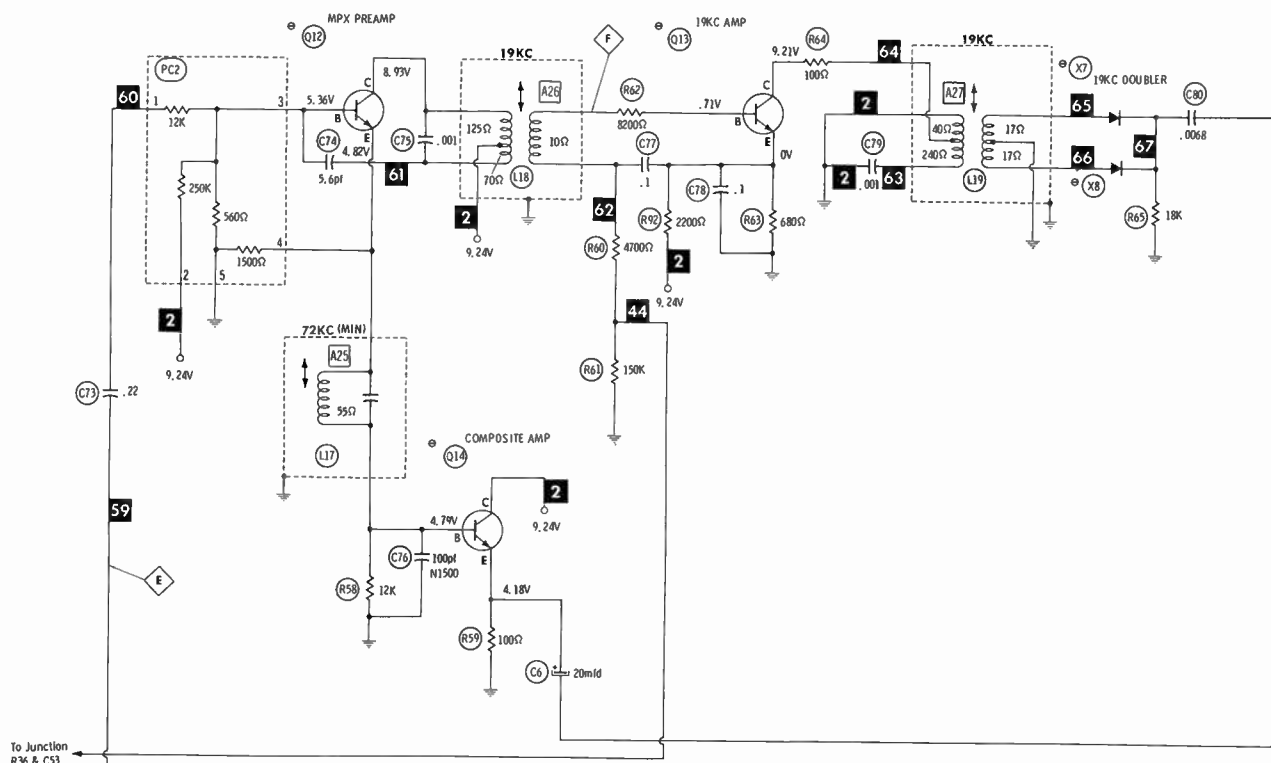 MPX PREAMP
⊖ Q12
PC2
60
1
12K
3
250K
560Ω
1500Ω
4
2
5
2
9.24V
8.93V
C
5.36V
B
E
C74
4.82V
5.6pf
61
C75
.001
19KC
A26
125Ω
10Ω
70Ω
L18
2
9.24V
F
R62
8200Ω
⊖ 19KC AMP
Q13
.71V
9.21V
C
B
E
0V
C77
.1
C78
.1
62
R60
4700Ω
R92
2200Ω
R63
680Ω
2
9.24V
44
R61
150K
R64
100Ω
64
2
C79
2
.001
63
19KC
A27
40Ω
240Ω
17Ω
17Ω
L19
⊖ X7
19KC DOUBLER
65
66
⊖ X8
67
C80
.0068
R65
18K
C73
.22
59
E
72KC (MIN)
A25
55Ω
L17
⊖ COMPOSITE AMP
Q14
C
4.79V
B
E
2
9.24V
C76
100pf
N1500
R58
12K
4.18V
R59
100Ω
C6
+
20mfd
To Junction
R36 & C53